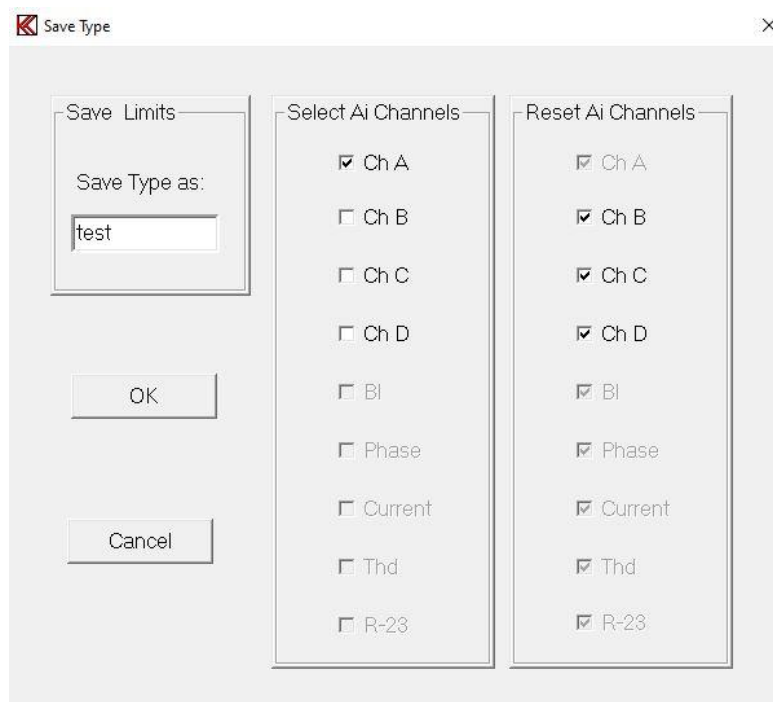 Save Type
Save Limits
Save Type as:
test
OK
Cancel
Select Ai Channels
Ch A
Ch B
Ch C
Ch D
BI
Phase
Current
Thd
R-23
Reset Ai Channels
Ch A
Ch B
Ch C
Ch D
BI
Phase
Current
Thd
R-23